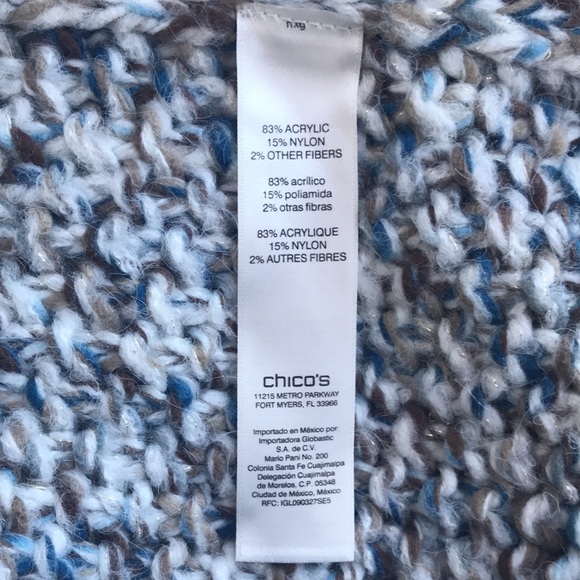 83% ACRYLIC
15% NYLON
2% OTHER FIBERS
83% acrílico
15% poliamida
2% otras fibras
83% ACRYLIQUE
15% NYLON
2% AUTRES FIBRES
chico's
11215 METRO PARKWAY
FORT MYERS, FL 33966
Importado en México por:
Importadora Globastic
S.A. de C.V.
Mario Pani No. 200
Colonia Santa Fe Cuajimalpa
Delegación Cuajimalpa
de Morelos, C.P. 05348
Ciudad de México, México
RFC: IGL090327SE5